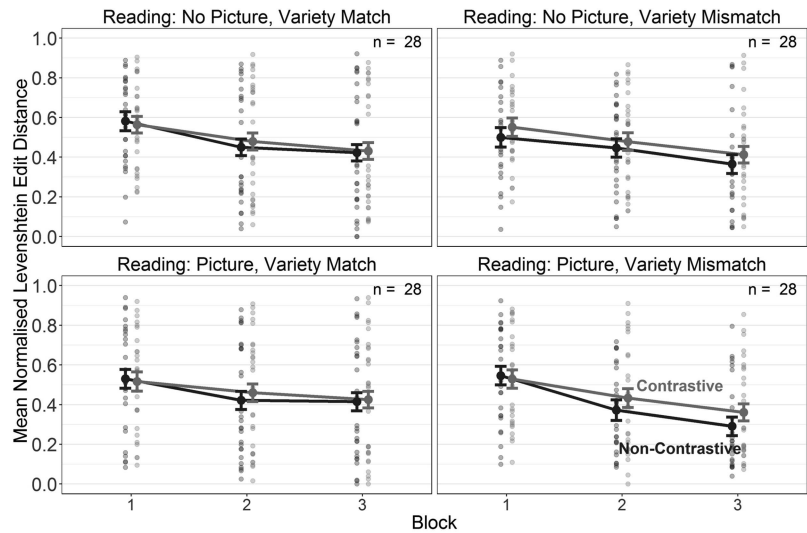 Reading: No Picture, Variety Match
Reading: No Picture, Variety Mismatch
1.0
0.8
0.6
0.4
0.2
0.0
n = 28
n = 28
Reading: Picture, Variety Match
Reading: Picture, Variety Mismatch
1.0
0.8
0.6
0.4
0.2
0.0
n = 28
n = 28
Contrastive
Non-Contrastive
1
2
3
1
2
3
Block
Mean Normalised Levenshtein Edit Distance